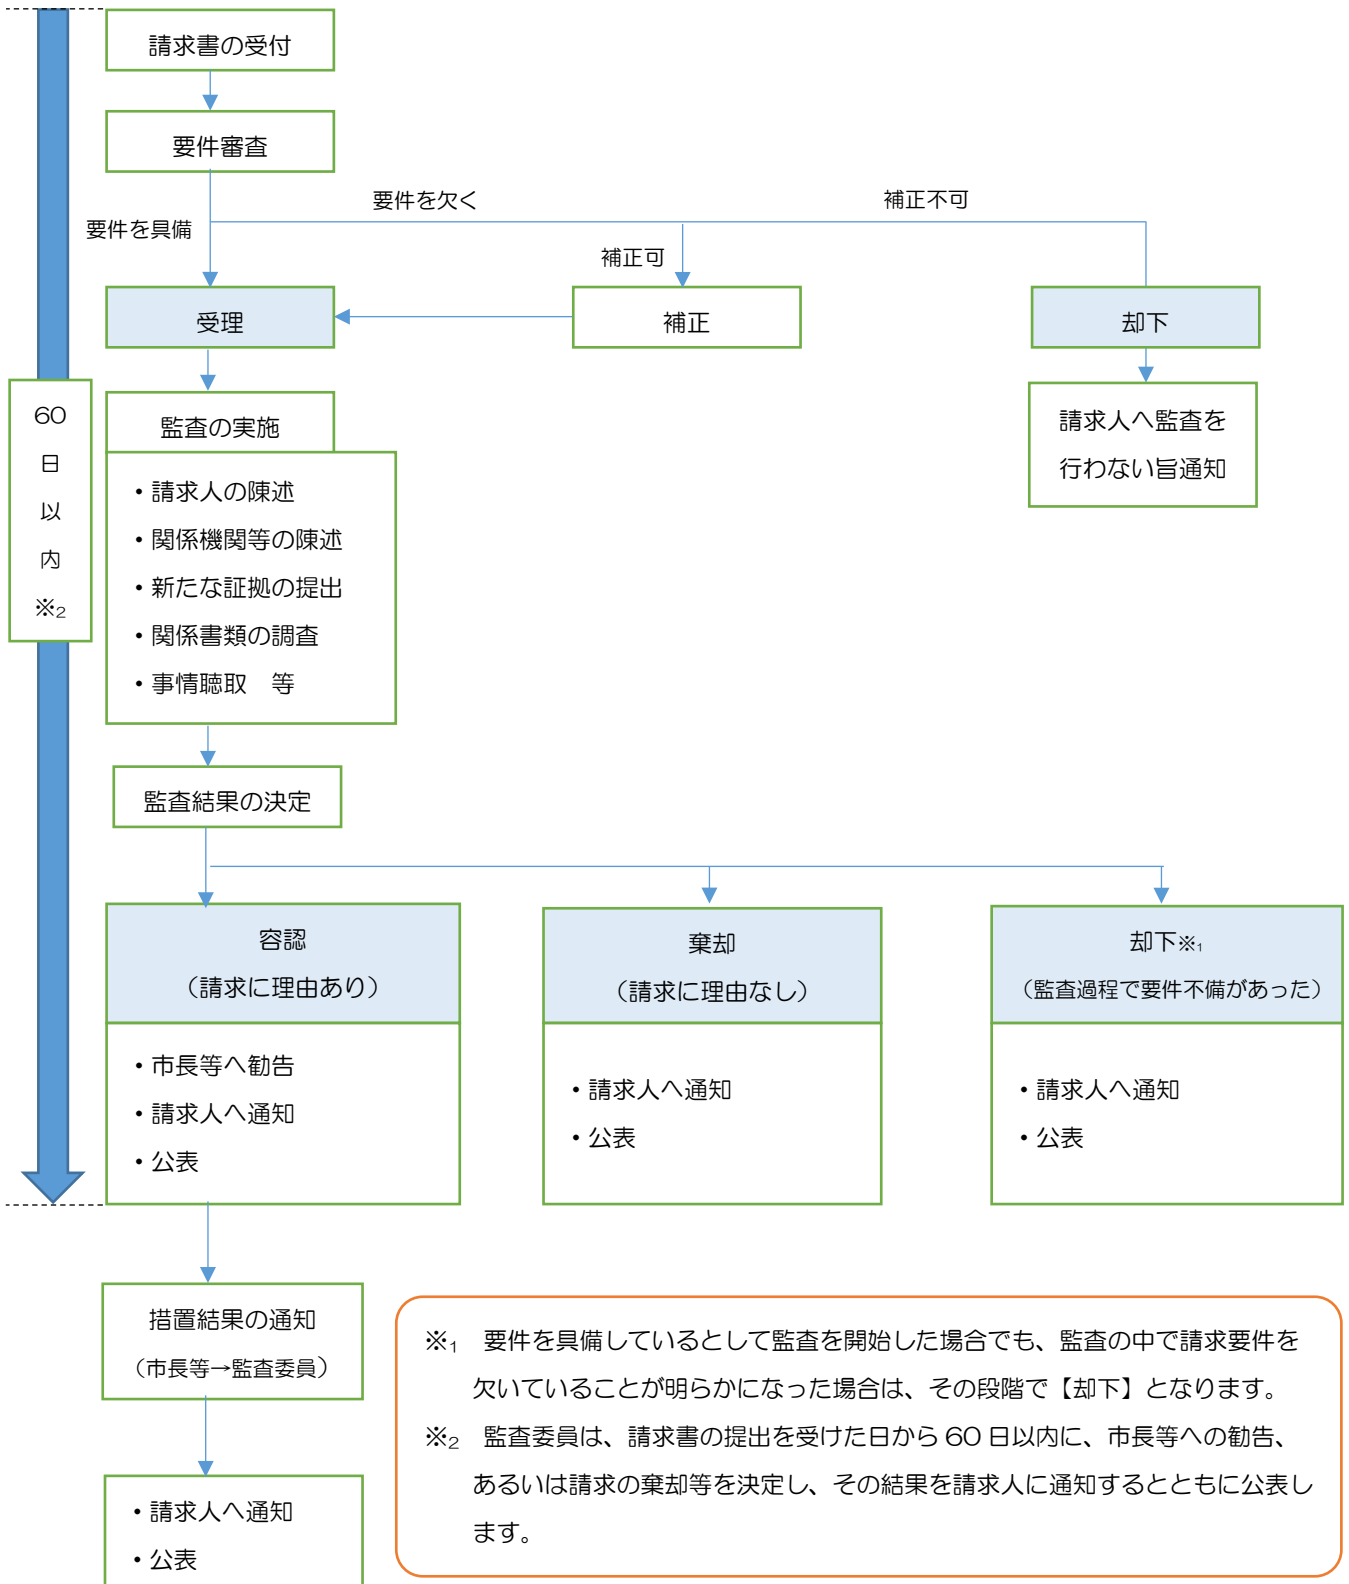 請求書の受付
要件審査
要件を欠く
補正不可
要件を具備
補正可
受理
補正
却下
60
日
以
内
※2
監査の実施
・請求人の陳述
・関係機関等の陳述
・新たな証拠の提出
・関係書類の調査
・事情聴取　等
請求人へ監査を
行わない旨通知
監査結果の決定
容認
（請求に理由あり）
・市長等へ勧告
・請求人へ通知
・公表
棄却
（請求に理由なし）
・請求人へ通知
・公表
却下※1
（監査過程で要件不備があった）
・請求人へ通知
・公表
措置結果の通知
（市長等→監査委員）
・請求人へ通知
・公表
※1　要件を具備しているとして監査を開始した場合でも、監査の中で請求要件を
欠いていることが明らかになった場合は、その段階で【却下】となります。
※2　監査委員は、請求書の提出を受けた日から 60 日以内に、市長等への勧告、
あるいは請求の棄却等を決定し、その結果を請求人に通知するとともに公表し
ます。